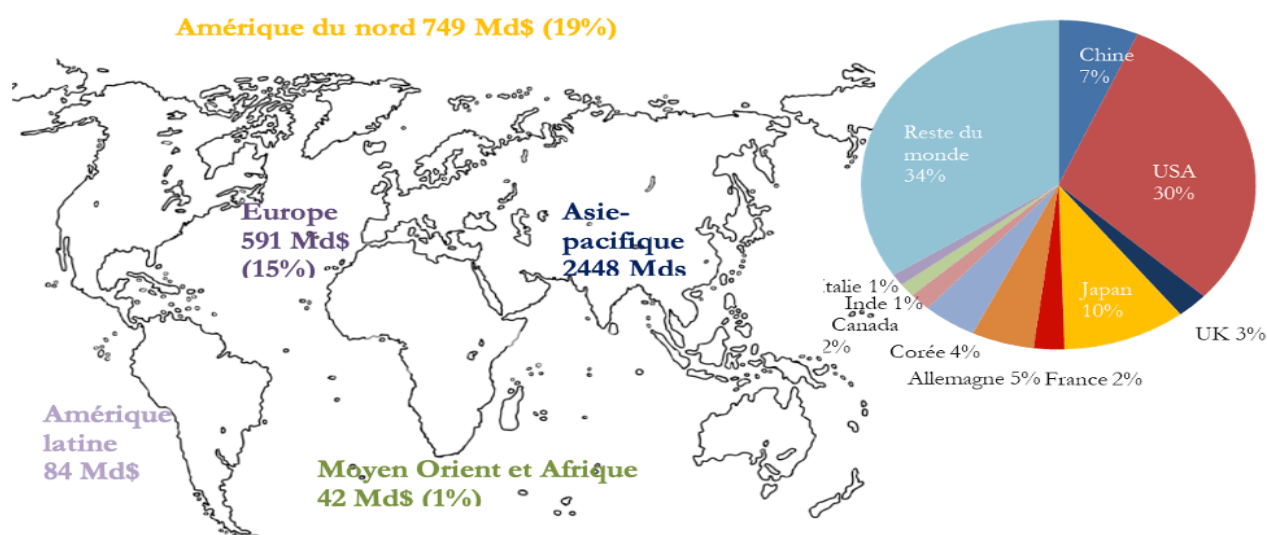 Amérique du nord 749 Md$ (19%)
Europe
591 Md$
(15%)
Asie-
pacifique
2448 Mds
Amérique
latine
84 Md$
Moyen Orient et Afrique
42 Md$ (1%)
Chine
7%
USA
30%
UK 3%
Japan
10%
France 2%
Allemagne 5%
Corée 4%
Canada
2%
Inde 1%
Italie 1%
Reste du
monde
34%